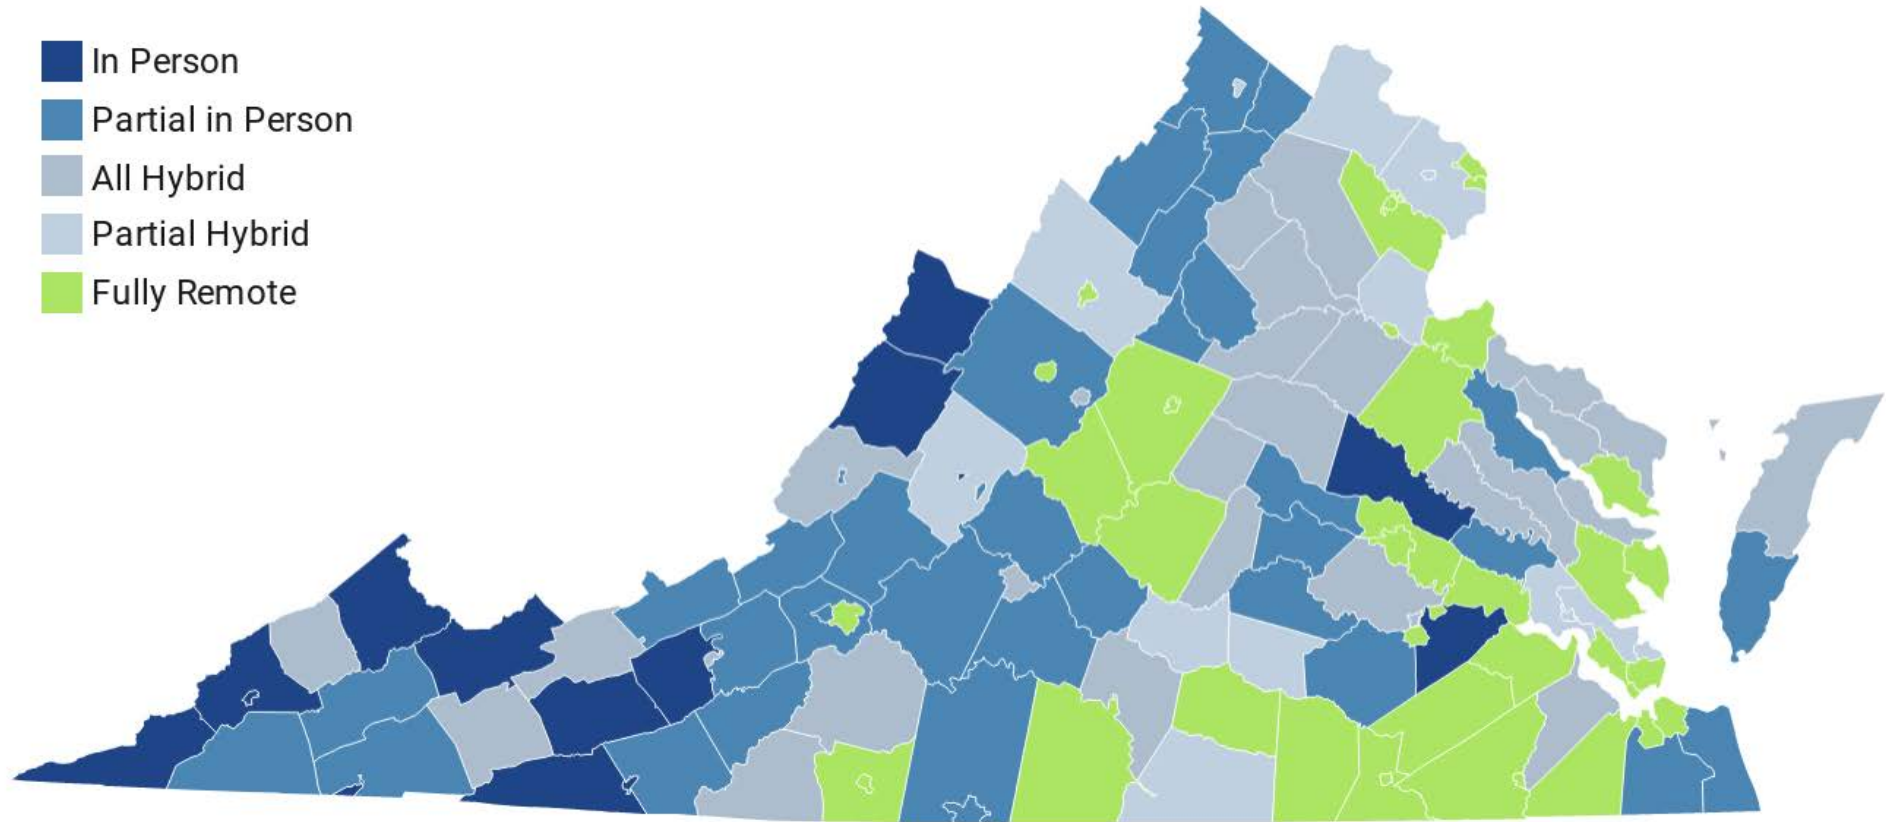 In Person
Partial in Person
All Hybrid
Partial Hybrid
Fully Remote